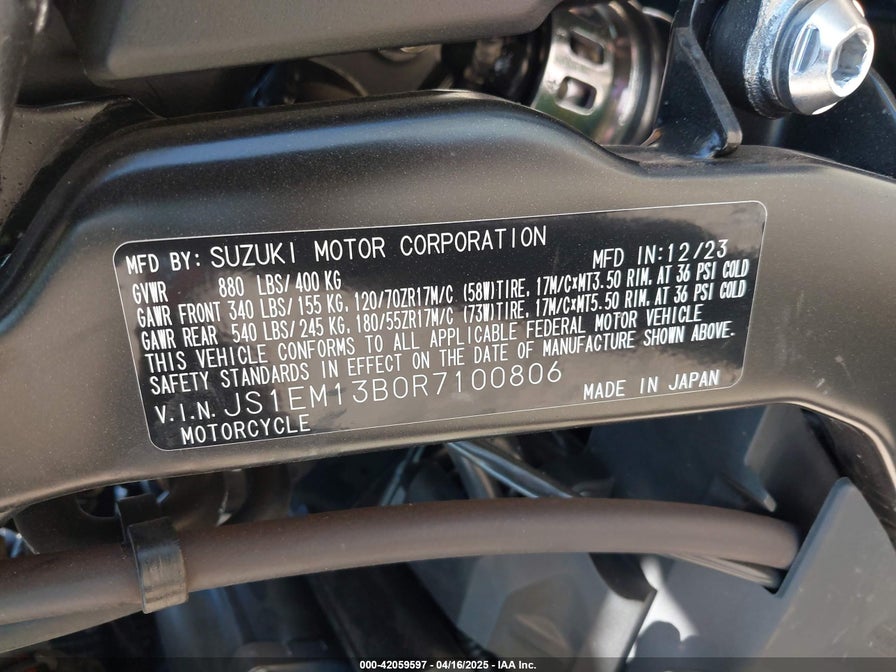 MFD BY: SUZUKI MOTOR CORPORATION MFD IN:12/23
GVWR 880 LBS/400 KG
GAWR FRONT 340 LBS/155 KG, 120/70ZR17M/C (58W)TIRE, 17M/C×MT3.50 RIM, AT 36 PSI COLD
GAWR REAR 540 LBS/245 KG, 180/55ZR17M/C (73W)TIRE, 17M/C×MT5.50 RIM, AT 36 PSI COLD
THIS VEHICLE CONFORMS TO ALL APPLICABLE FEDERAL MOTOR VEHICLE
SAFETY STANDARDS IN EFFECT ON THE DATE OF MANUFACTURE SHOWN ABOVE.
V.I.N. JS1EM13B0R7100806 MADE IN JAPAN
MOTORCYCLE
000-42059597 - 04/16/2025 - IAA Inc.